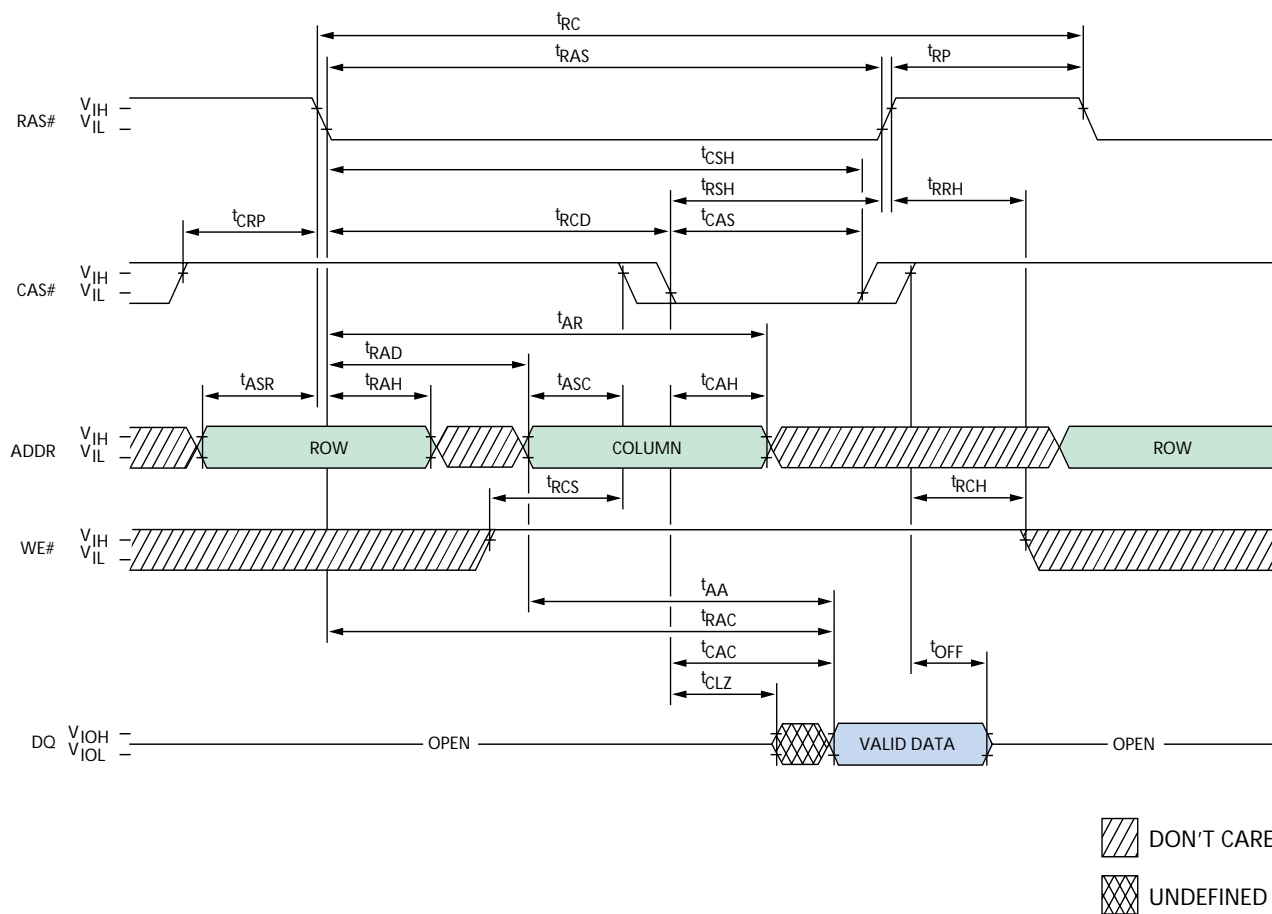 tRC
tRAS
tRP
RAS# VIH VIL
tCSH
tRSH tRRH
tCRP tRCD tCAS
CAS# VIH VIL
tAR
tRAD
tASR tRAH tASC tCAH
ADDR VIH VIL ROW COLUMN ROW
tRCS tRCH
WE# VIH VIL
tAA
tRAC
tCAC tOFF
tCLZ
DQ VIOH VIOL OPEN VALID DATA OPEN
DON'T CARE
UNDEFINED